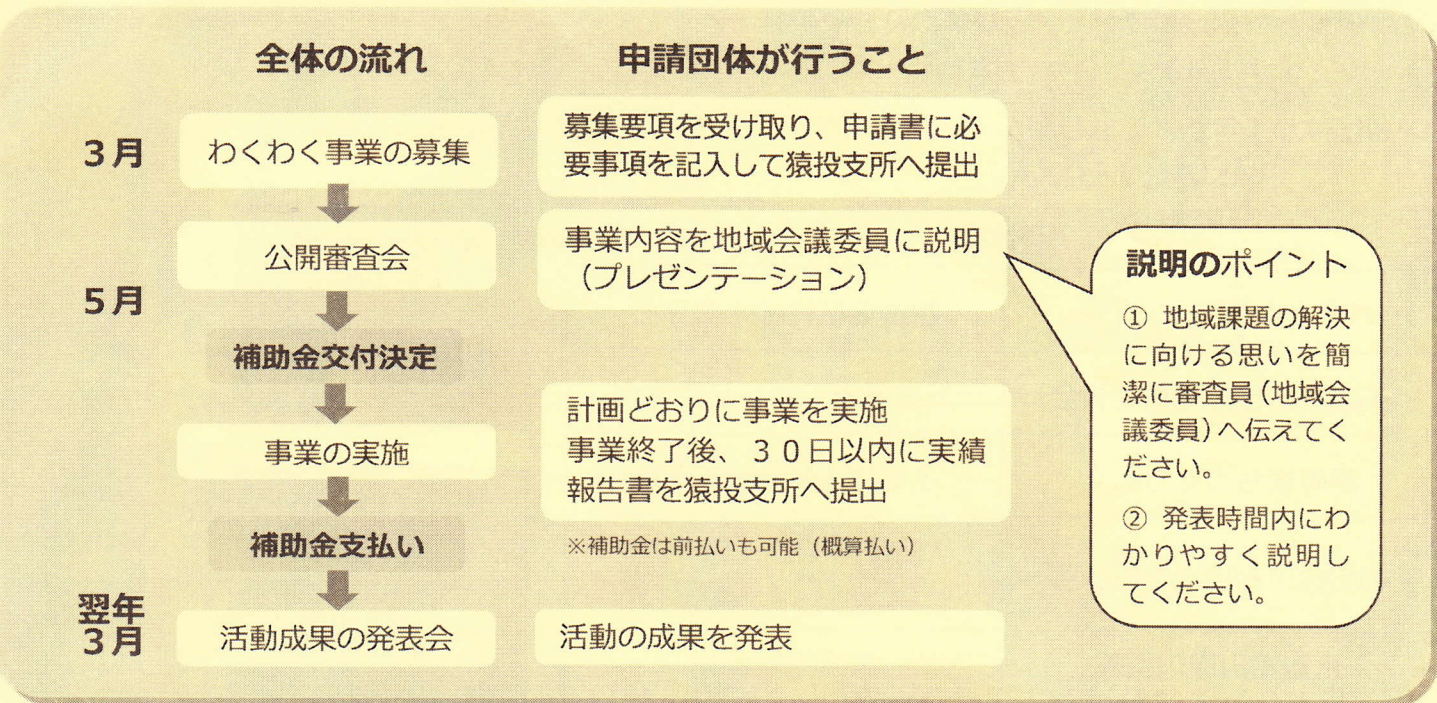 全体の流れ
申請団体が行うこと
3月
わくわく事業の募集
募集要項を受け取り、申請書に必
要事項を記入して猿投支所へ提出
公開審査会
事業内容を地域会議委員に説明
(プレゼンテーション)
5月
補助金交付決定
事業の実施
計画どおりに事業を実施
事業終了後、30日以内に実績
報告書を猿投支所へ提出
補助金支払い
※補助金は前払いも可能(概算払い)
翌年
3月
活動成果の発表会
活動の成果を発表
説明のポイント
① 地域課題の解決
に向ける思いを簡
潔に審査員(地域会
議委員)へ伝えてく
ださい。
② 発表時間内にわ
かりやすく説明し
てください。